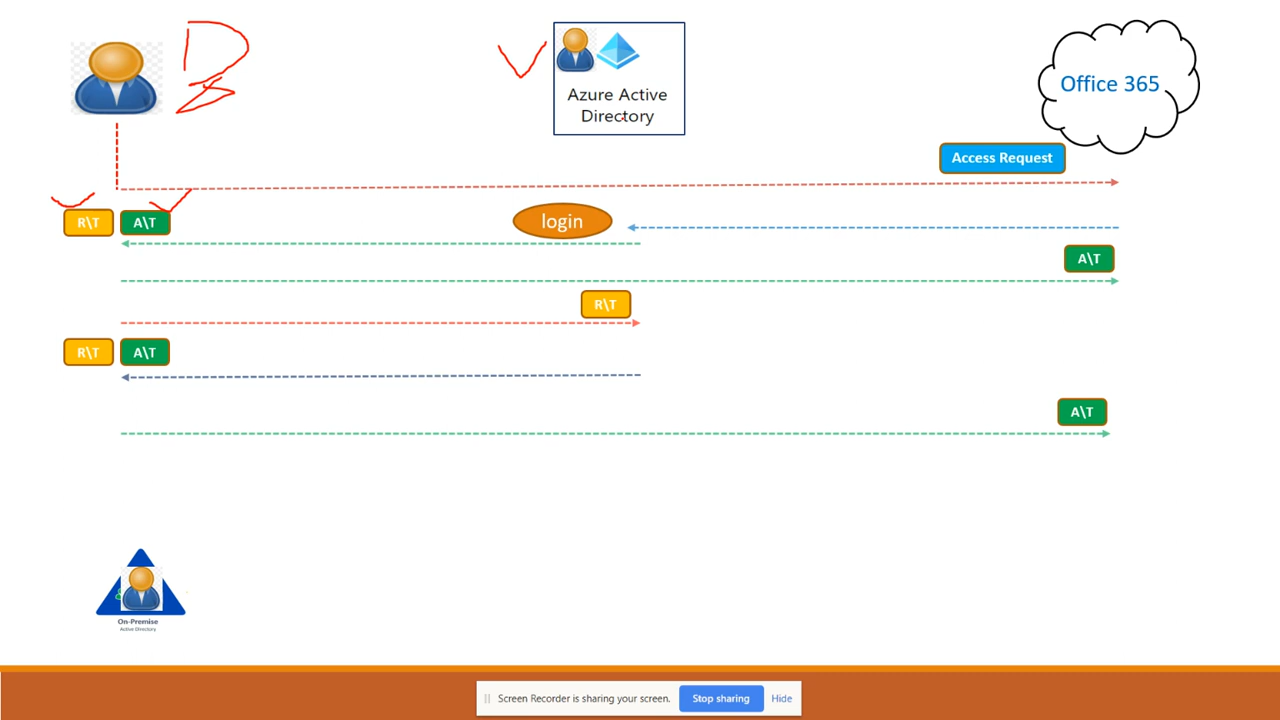 Azure Active
Directory
Office 365
Access Request
R\T
A\T
login
A\T
R\T
R\T
A\T
A\T
On-Premise
Active Directory
Screen Recorder is sharing your screen.
Stop sharing
Hide